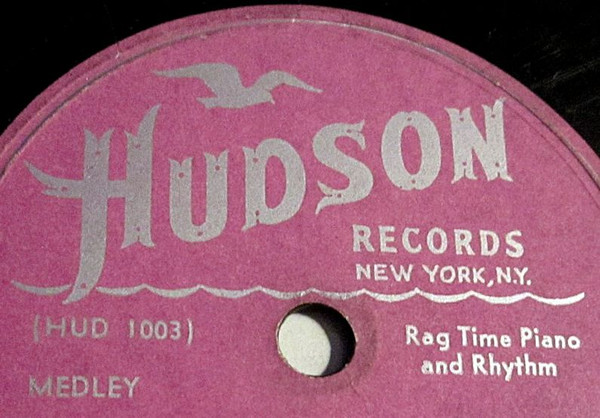 HUDSON
RECORDS
NEW YORK, N.Y.
(HUD 1003)
Rag Time Piano
and Rhythm
MEDLEY